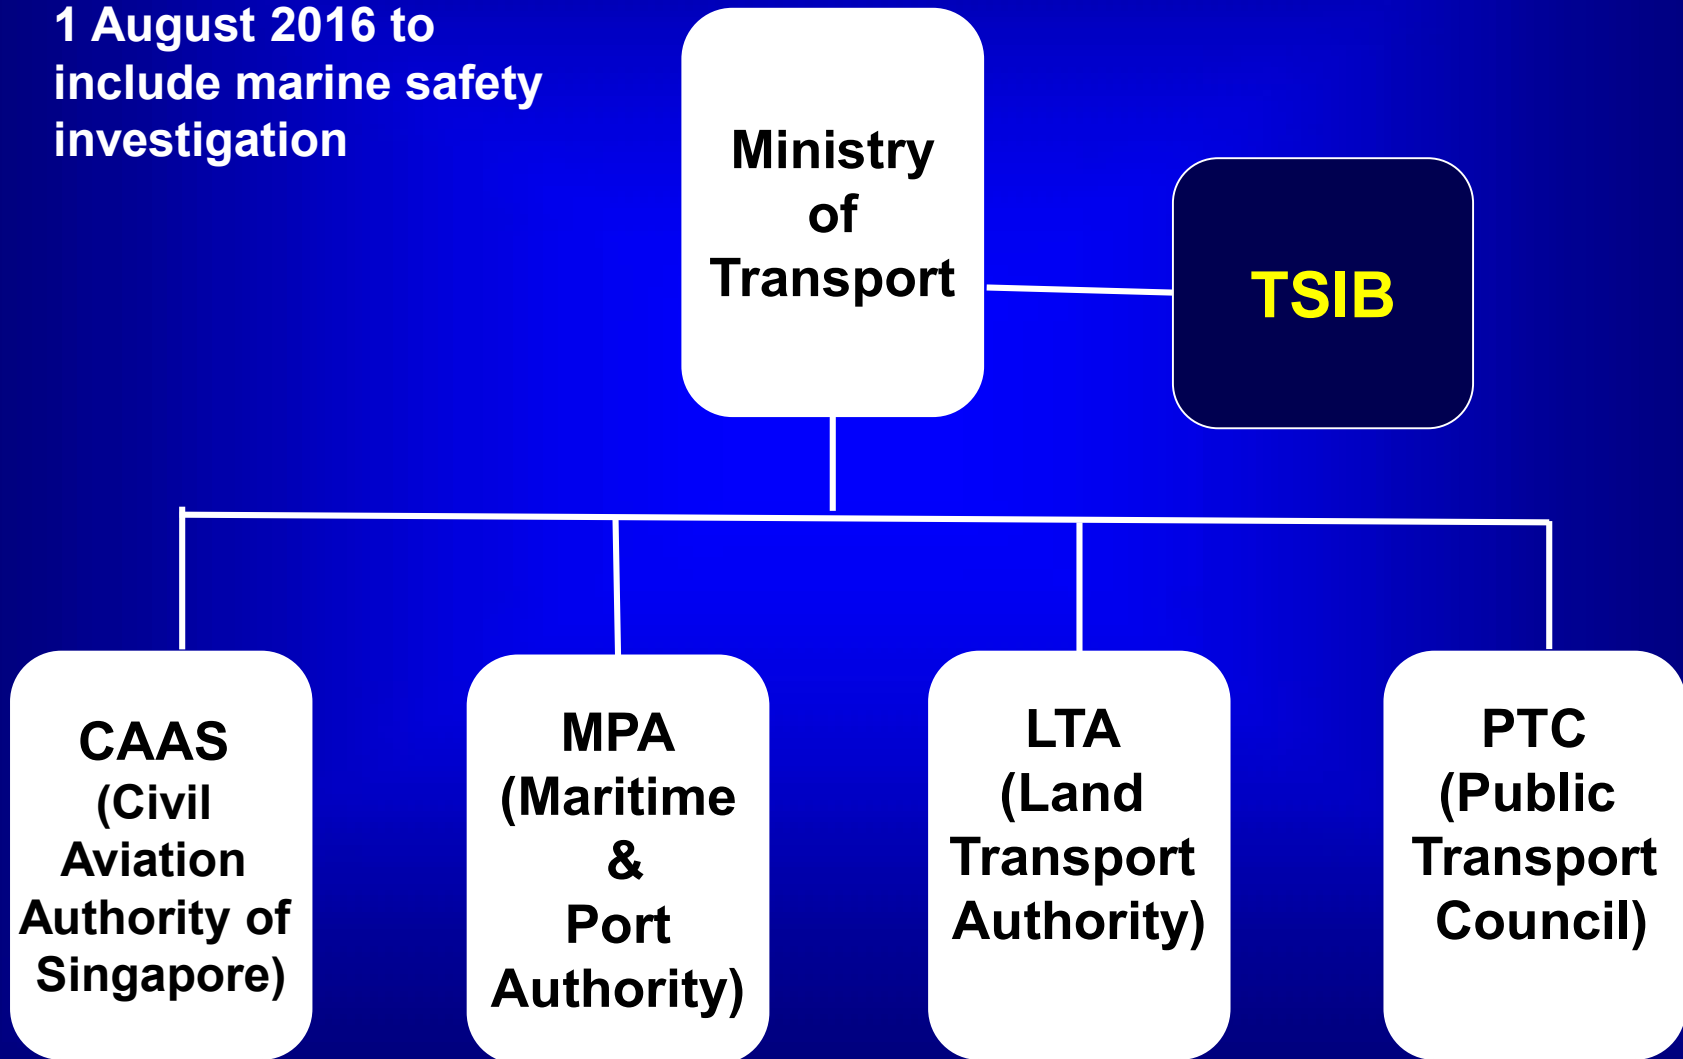 1 August 2016 to
include marine safety
investigation
Ministry
of
Transport
TSIB
CAAS
(Civil
Aviation
Authority of
Singapore)
MPA
(Maritime
&
Port
Authority)
LTA
(Land
Transport
Authority)
PTC
(Public
Transport
Council)